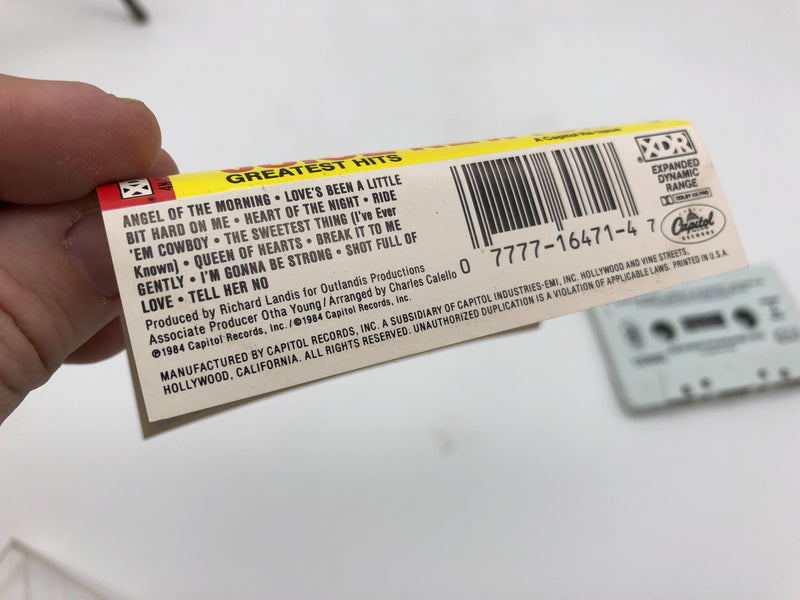 GREATEST HITS
A Capitol Re-issue
ANGEL OF THE MORNING • LOVE'S BEEN A LITTLE
BIT HARD ON ME • HEART OF THE NIGHT • RIDE
'EM COWBOY • THE SWEETEST THING (I've Ever
Known) • QUEEN OF HEARTS • BREAK IT TO ME
GENTLY • I'M GONNA BE STRONG • SHOT FULL OF
LOVE • TELL HER NO
Produced by Richard Landis for Outlandis Productions
Associate Producer Otha Young/Arranged by Charles Calello
℗1984 Capitol Records, Inc./©1984 Capitol Records, Inc.
MANUFACTURED BY CAPITOL RECORDS, INC. A SUBSIDIARY OF CAPITOL INDUSTRIES-EMI, INC. HOLLYWOOD AND VINE STREETS,
HOLLYWOOD, CALIFORNIA. ALL RIGHTS RESERVED. UNAUTHORIZED DUPLICATION IS A VIOLATION OF APPLICABLE LAWS. PRINTED IN U.S.A.
0 7777-16471-4 7
XDR®
EXPANDED
DYNAMIC
RANGE
DOLBY HX PRO
Capitol®
RECORDS